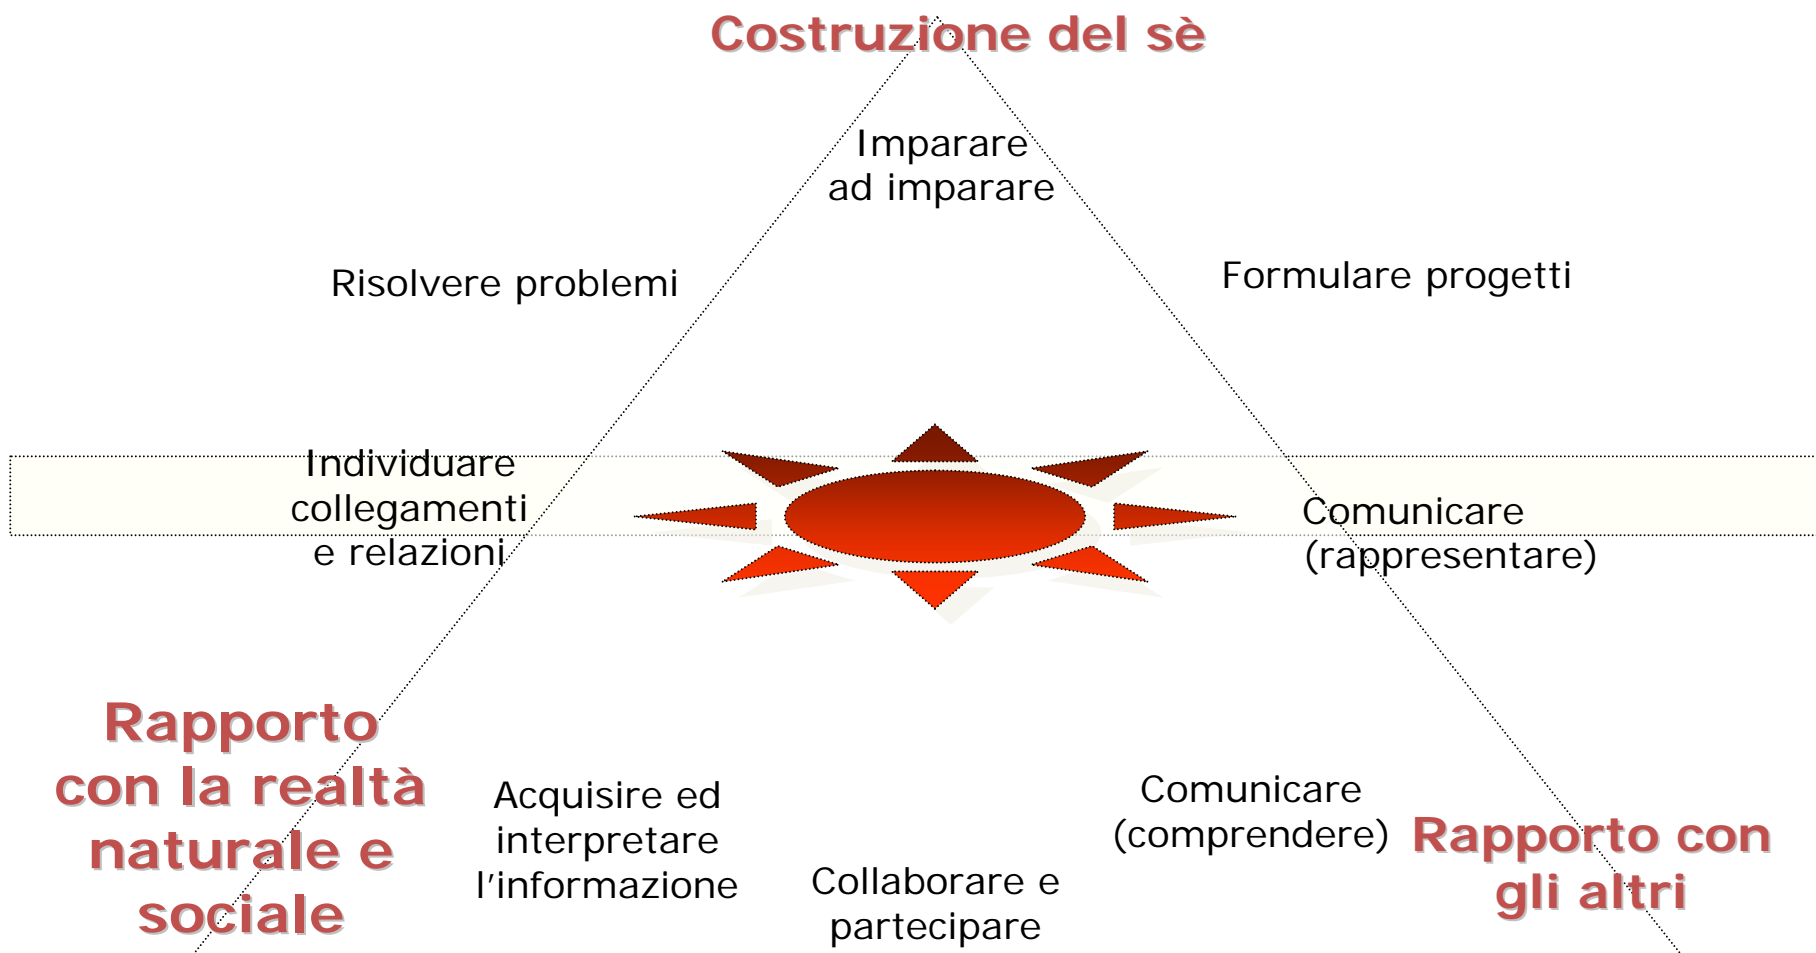 Costruzione del sè
Imparare
ad imparare
Risolvere problemi
Formulare progetti
Individuare
collegamenti
e relazioni
Comunicare
(rappresentare)
Rapporto
con la realtà
naturale e
sociale
Acquisire ed
interpretare
l’informazione
Collaborare e
partecipare
Comunicare
(comprendere)
Rapporto con
gli altri